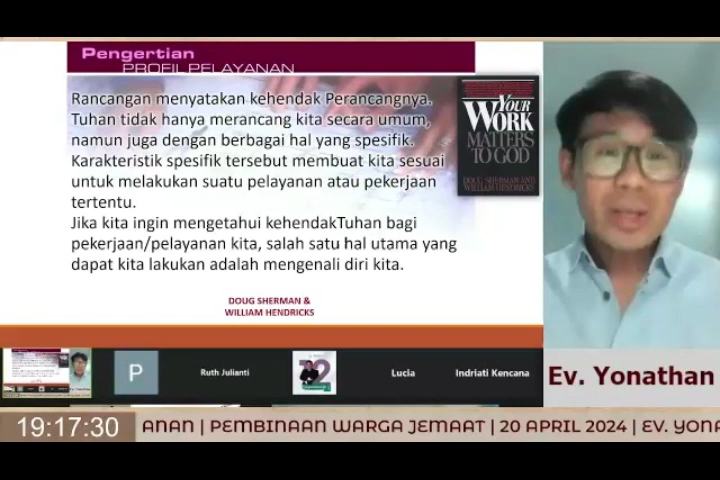 Pengertian
PROFIL PELAYANAN
Rancangan menyatakan kehendak Perancangnya.
Tuhan tidak hanya merancang kita secara umum,
namun juga dengan berbagai hal yang spesifik.
Karakteristik spesifik tersebut membuat kita sesuai
untuk melakukan suatu pelayanan atau pekerjaan
tertentu.
Jika kita ingin mengetahui kehendakTuhan bagi
pekerjaan/pelayanan kita, salah satu hal utama yang
dapat kita lakukan adalah mengenali diri kita.
DOUG SHERMAN &
WILLIAM HENDRICKS
YOUR
WORK
MATTERS
TO GOD
DOUG SHERMAN AND
WILLIAM HENDRICKS
P
Ruth Julianti
72
Lucia
Indriati Kencana
Ev. Yonathan
19:17:30
ANAN | PEMBINAAN WARGA JEMAAT | 20 APRIL 2024 | EV. YONA